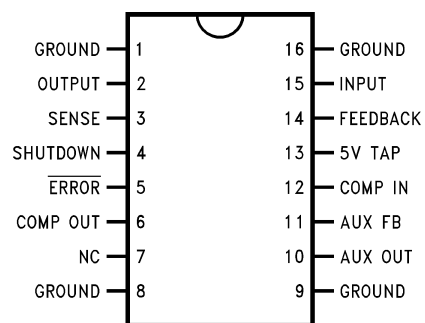 GROUND 1 16 GROUND
OUTPUT 2 15 INPUT
SENSE 3 14 FEEDBACK
SHUTDOWN 4 13 5V TAP
ERROR 5 12 COMP IN
COMP OUT 6 11 AUX FB
NC 7 10 AUX OUT
GROUND 8 9 GROUND